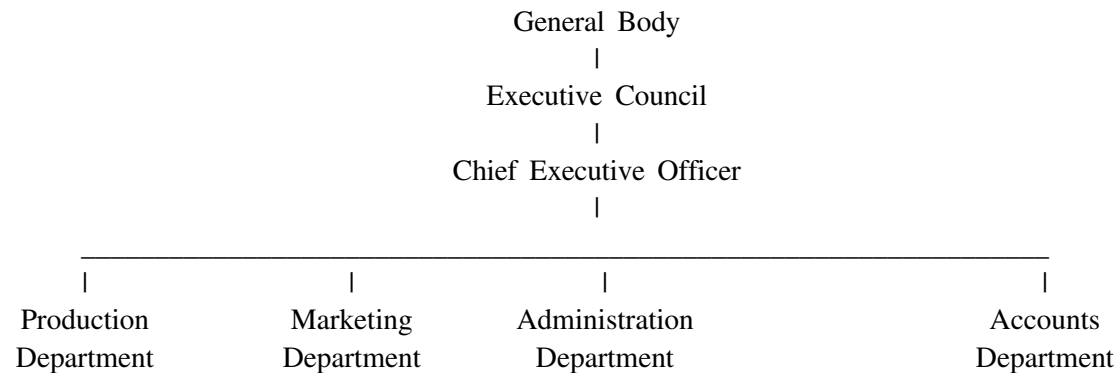 General Body
|
Executive Council
|
Chief Executive Officer
|
| | | |
Production Marketing Administration Accounts
Department Department Department Department